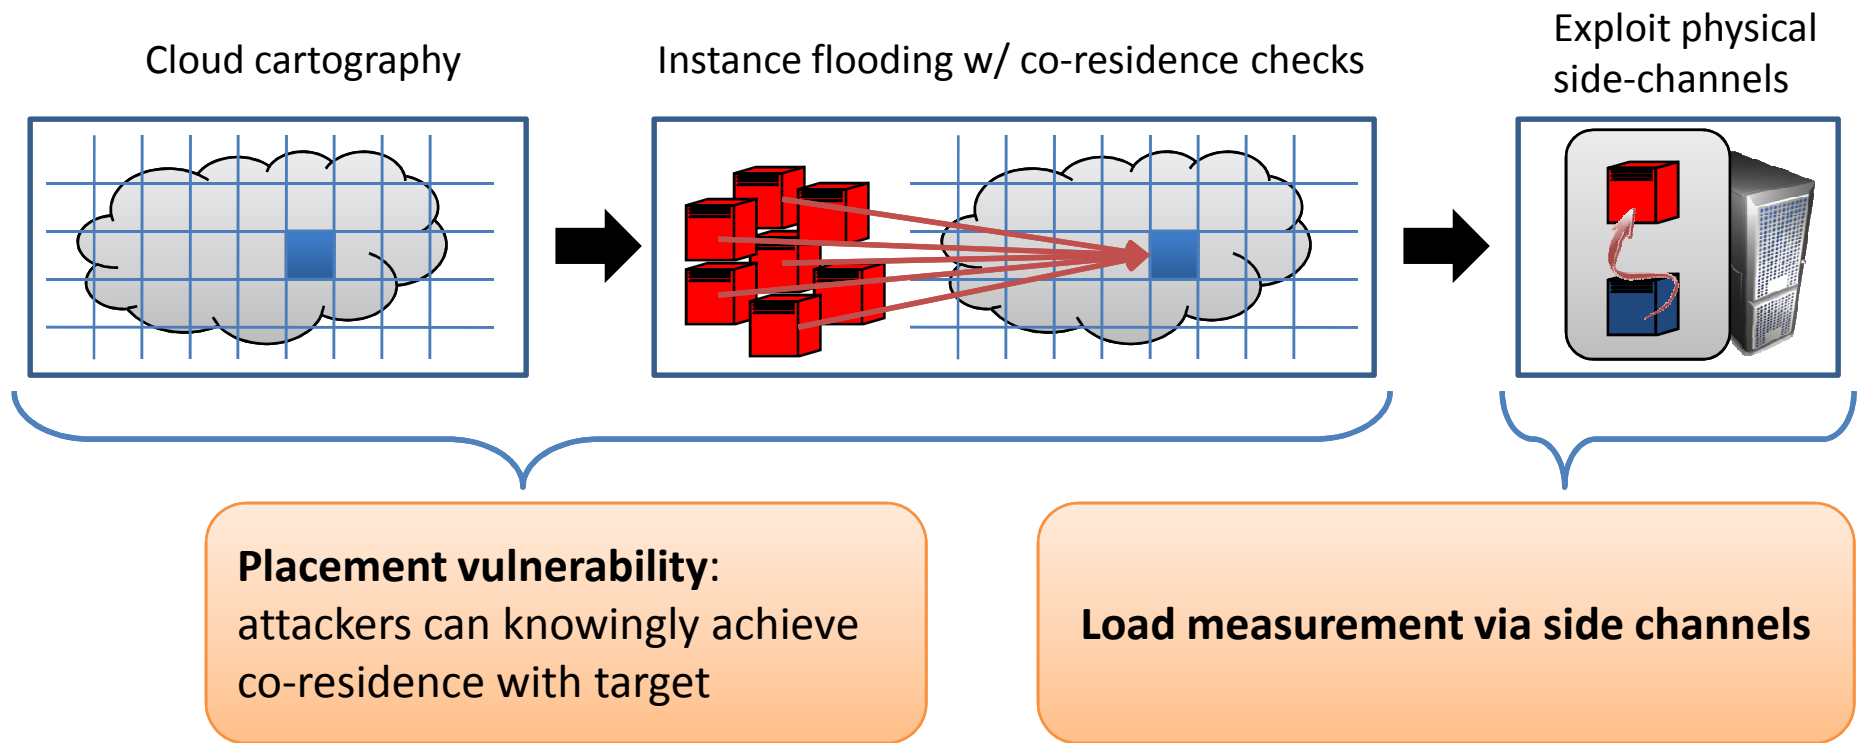 Cloud cartography
Instance flooding w/ co-residence checks
Exploit physical
side-channels
Placement vulnerability:
attackers can knowingly achieve
co-residence with target
Load measurement via side channels